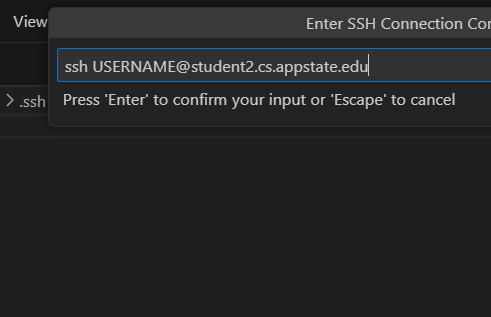 View
Enter SSH Connection
ssh USERNAME@student2.cs.appstate.edu
Press 'Enter' to confirm your input or 'Escape' to cancel
.ssh